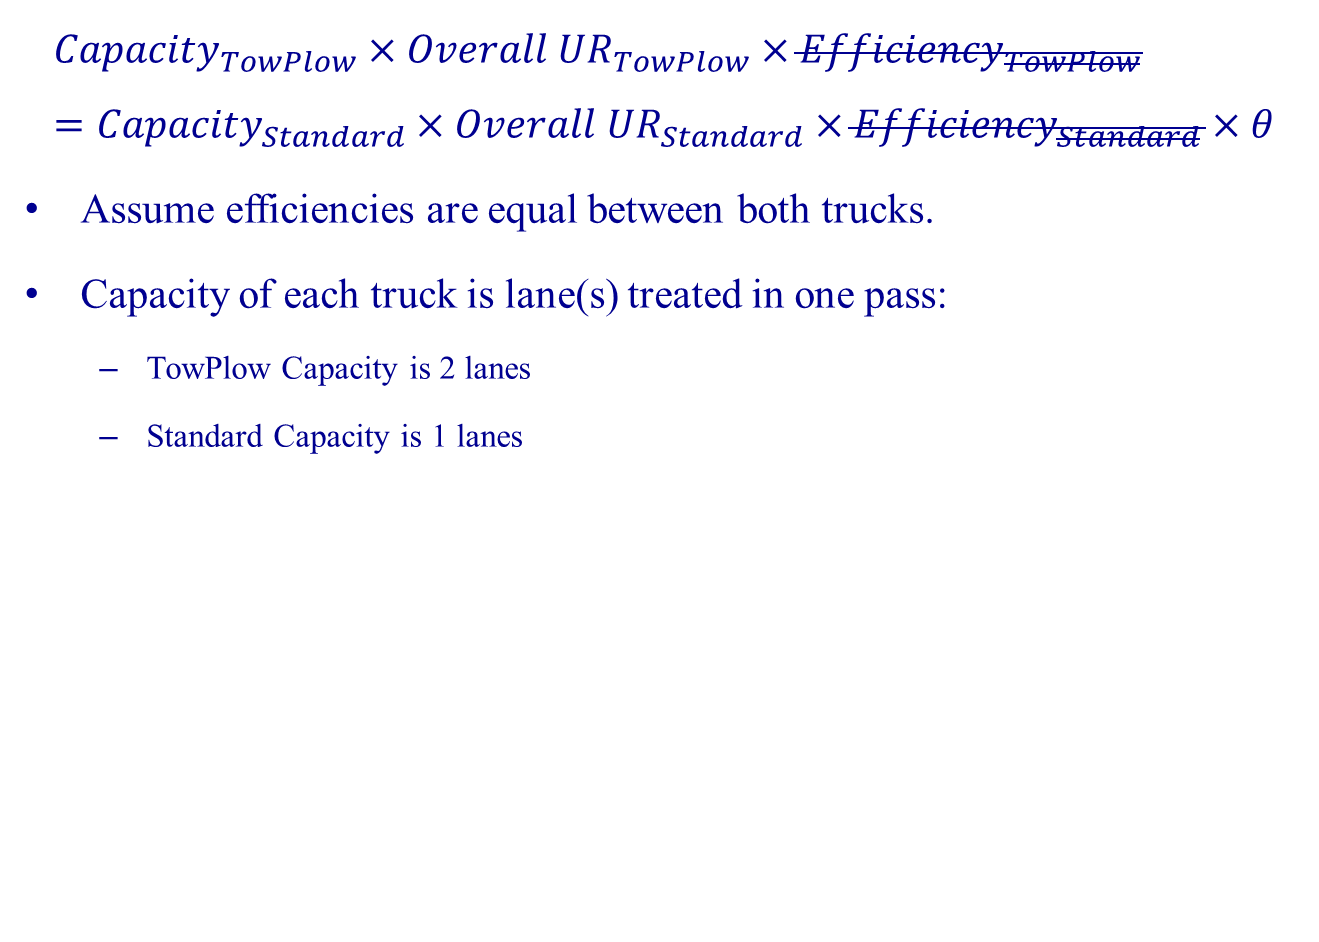 Capacity_TowPlow × Overall UR_TowPlow × Efficiency_TowPlow
= Capacity_Standard × Overall UR_Standard × Efficiency_Standard × θ
• Assume efficiencies are equal between both trucks.
• Capacity of each truck is lane(s) treated in one pass:
– TowPlow Capacity is 2 lanes
– Standard Capacity is 1 lanes